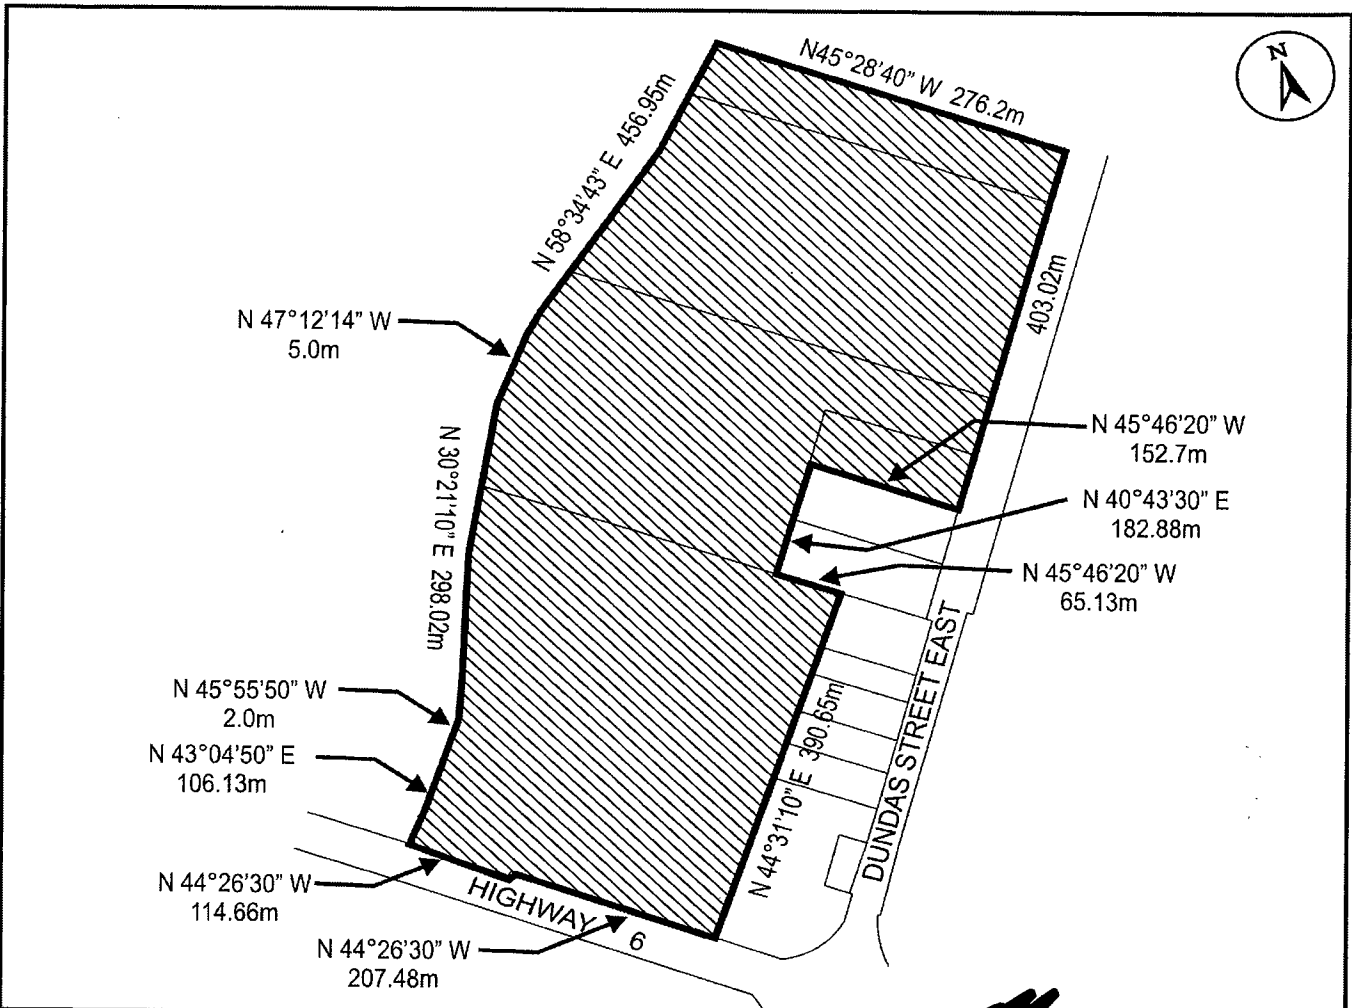 N45°28'40" W 276.2m
N
N 58°34'43" E 456.95m
403.02m
N 47°12'14" W
5.0m
N 45°46'20" W
152.7m
N 30°21'10" E 298.02m
N 40°43'30" E
182.88m
N 45°46'20" W
65.13m
N 45°55'50" W
2.0m
N 43°04'50" E
106.13m
N 44°31'10" E 390.65m
DUNDAS STREET EAST
N 44°26'30" W
114.66m
HIGHWAY 6
N 44°26'30" W
207.48m